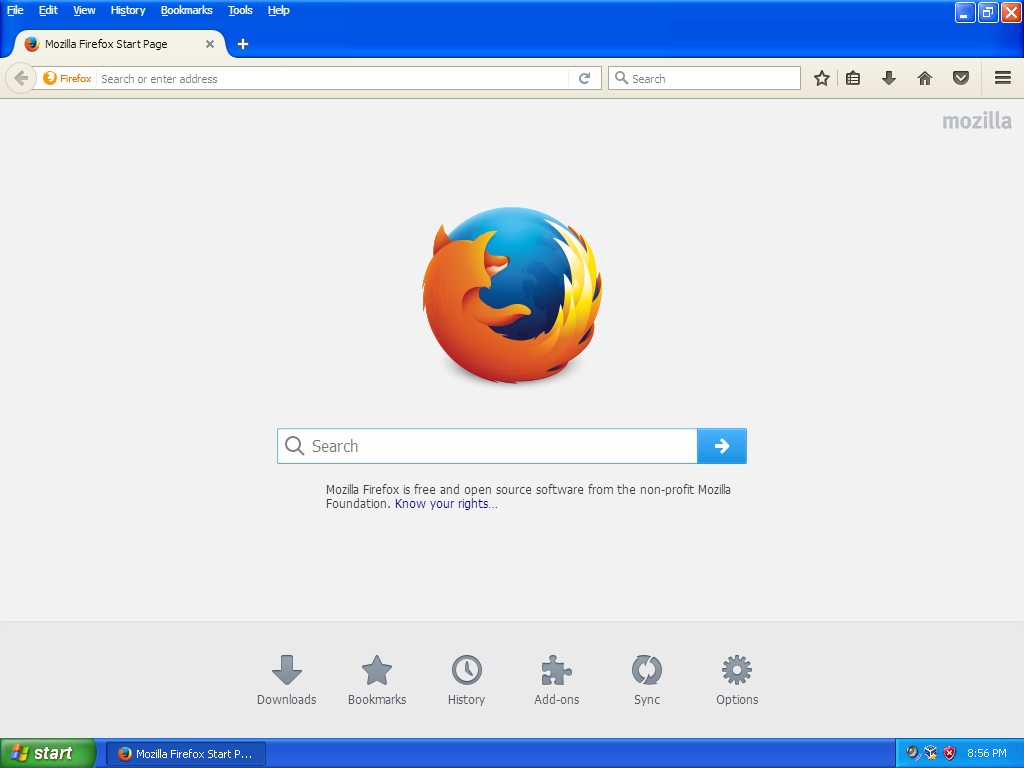 File Edit View History Bookmarks Tools Help
Mozilla Firefox Start Page
Firefox Search or enter address Search
mozilla
Search
Mozilla Firefox is free and open source software from the non-profit Mozilla
Foundation. Know your rights...
Downloads Bookmarks History Add-ons Sync Options
start Mozilla Firefox Start P... 8:56 PM